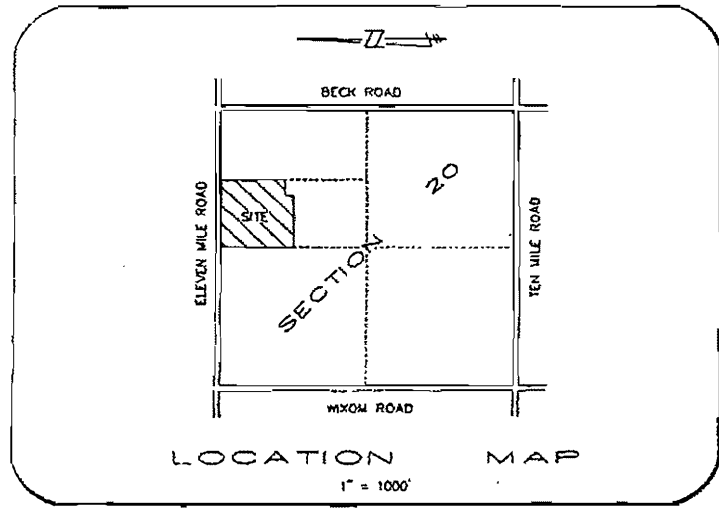 BECK ROAD
20
ELEVEN MILE ROAD
SITE
TEN MILE ROAD
SECTION
WIXOM ROAD
LOCATION MAP
1" = 1000'